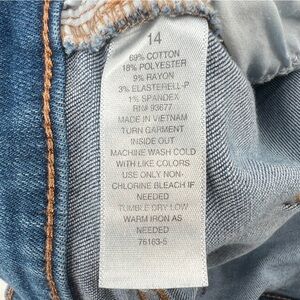 14
69% COTTON
18% POLYESTER
9% RAYON
3% ELASTERELL-P
1% SPANDEX
RN# 93677
MADE IN VIETNAM
TURN GARMENT
INSIDE OUT
MACHINE WASH COLD
WITH LIKE COLORS
USE ONLY NON-
CHLORINE BLEACH IF
NEEDED
TUMBLE DRY LOW
WARM IRON AS
NEEDED
76163-5